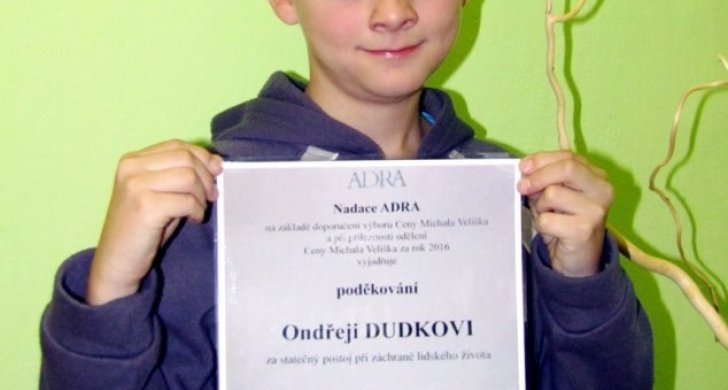 ADRA
Nadace ADRA
na základě doporučení výboru Ceny Michala Velíška
a při příležitosti udělení
Ceny Michala Velíška za rok 2016
vyjadřuje
poděkování
Ondřeji DUDKOVI
za statečný postoj při záchraně lidského života